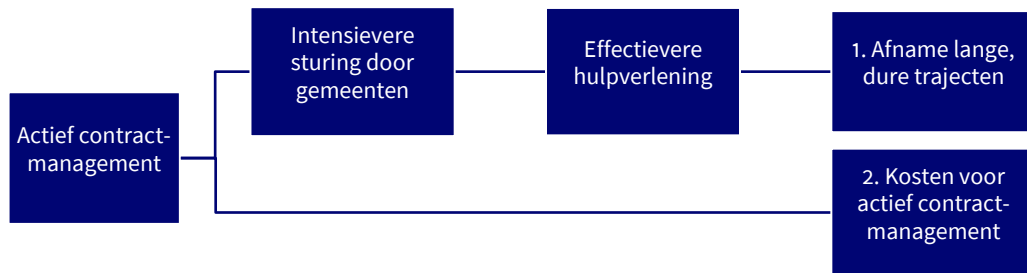 Intensievere
sturing door
gemeenten
Effectievere
hulpverlening
1. Afname lange,
dure trajecten
Actief contract-
management
2. Kosten voor
actief contract-
management